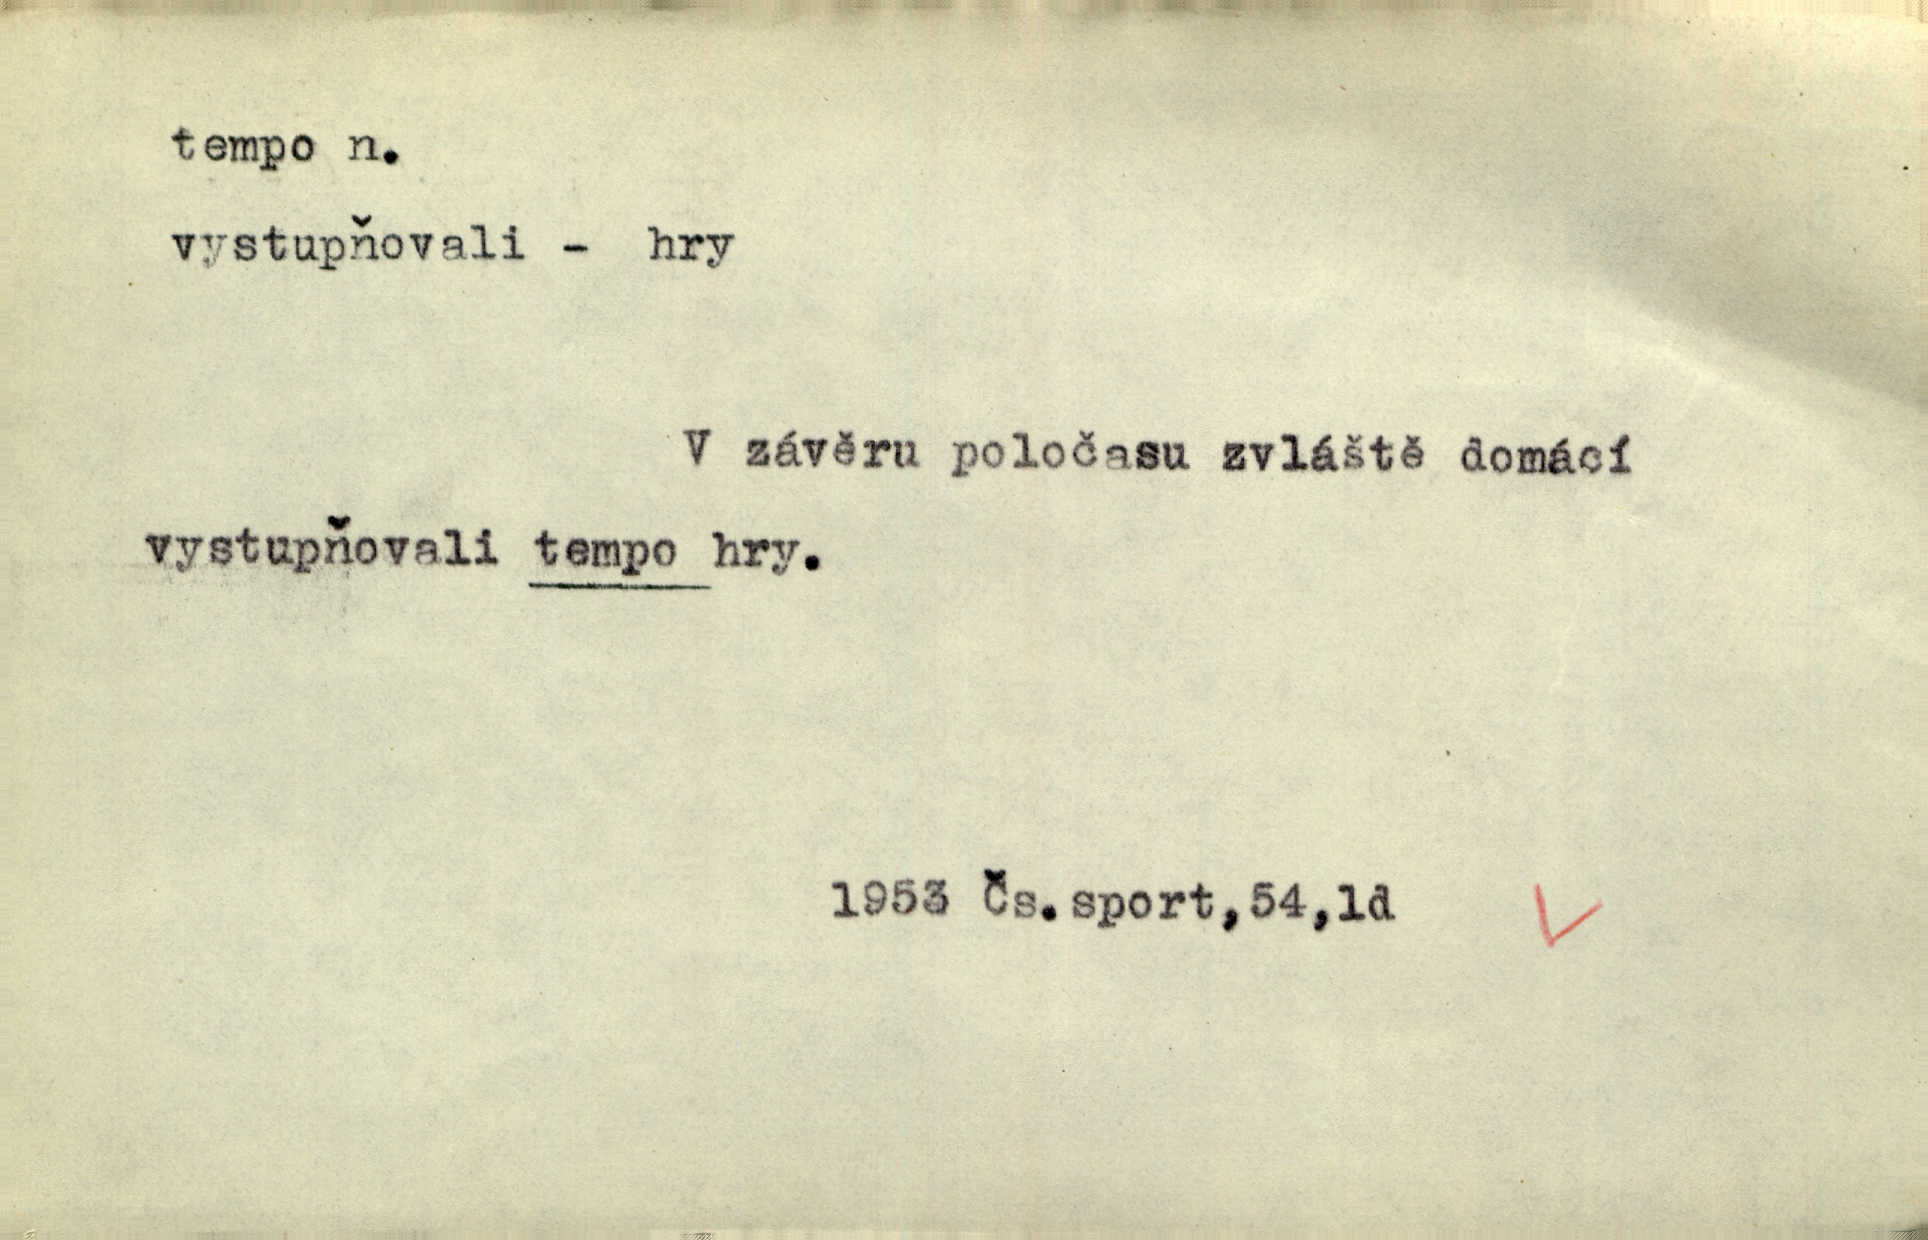 tempo n.
vystupňovali - hry
V závěru poločasu zvláště domácí
vystupňovali tempo hry.
1953 Čs.sport,54,1d